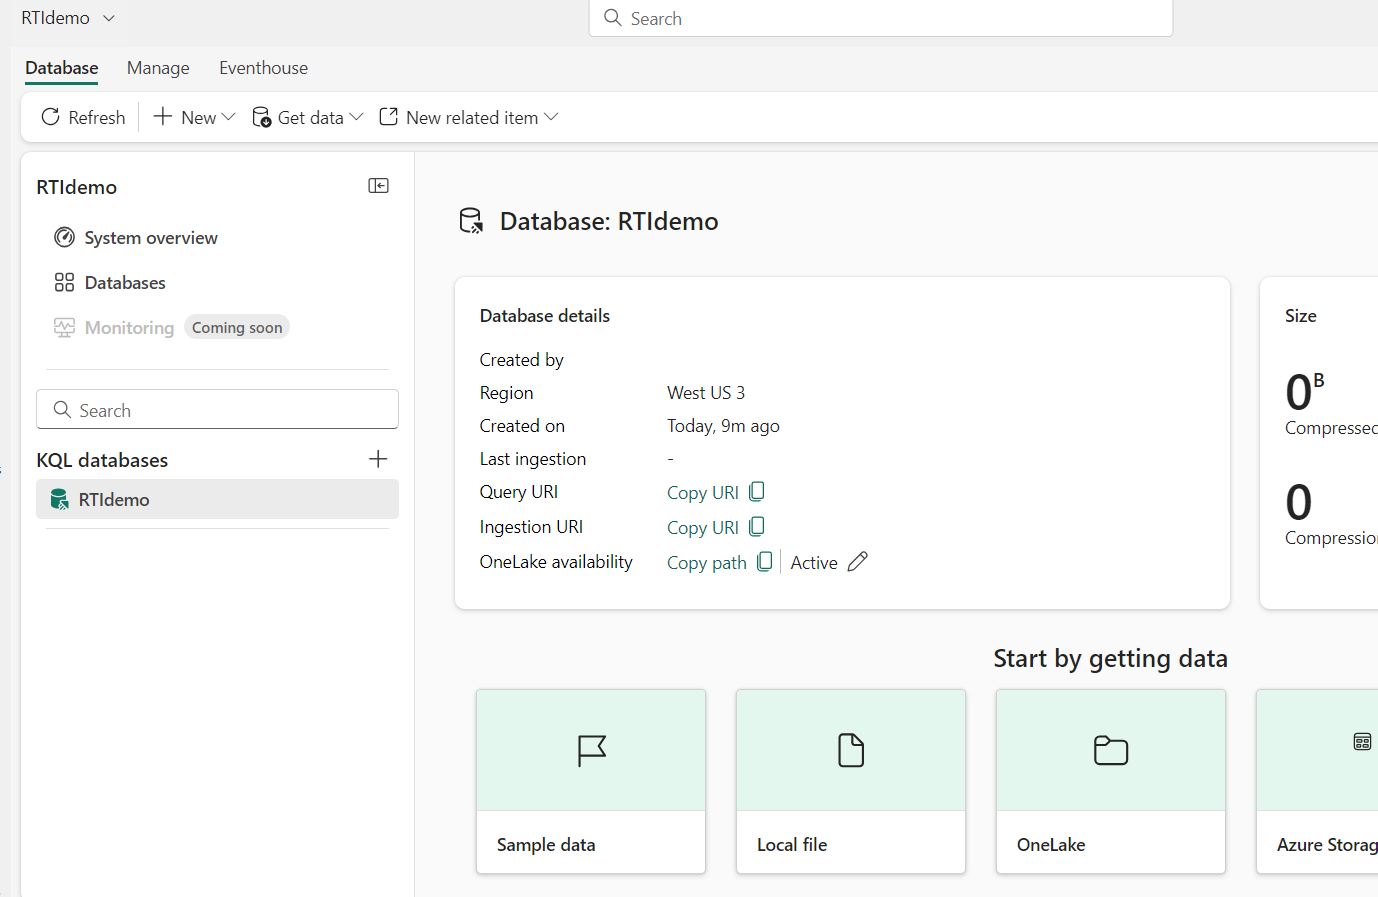 RTIdemo
Search
Database Manage Eventhouse
Refresh New Get data New related item
RTIdemo
System overview
Databases
Monitoring Coming soon
Search
KQL databases
RTIdemo
Database: RTIdemo
Database details
Created by
Region West US 3
Created on Today, 9m ago
Last ingestion -
Query URI Copy URI
Ingestion URI Copy URI
OneLake availability Copy path Active
Size
0 B
Compressed
0
Compressio
Start by getting data
Sample data
Local file
OneLake
Azure Storag